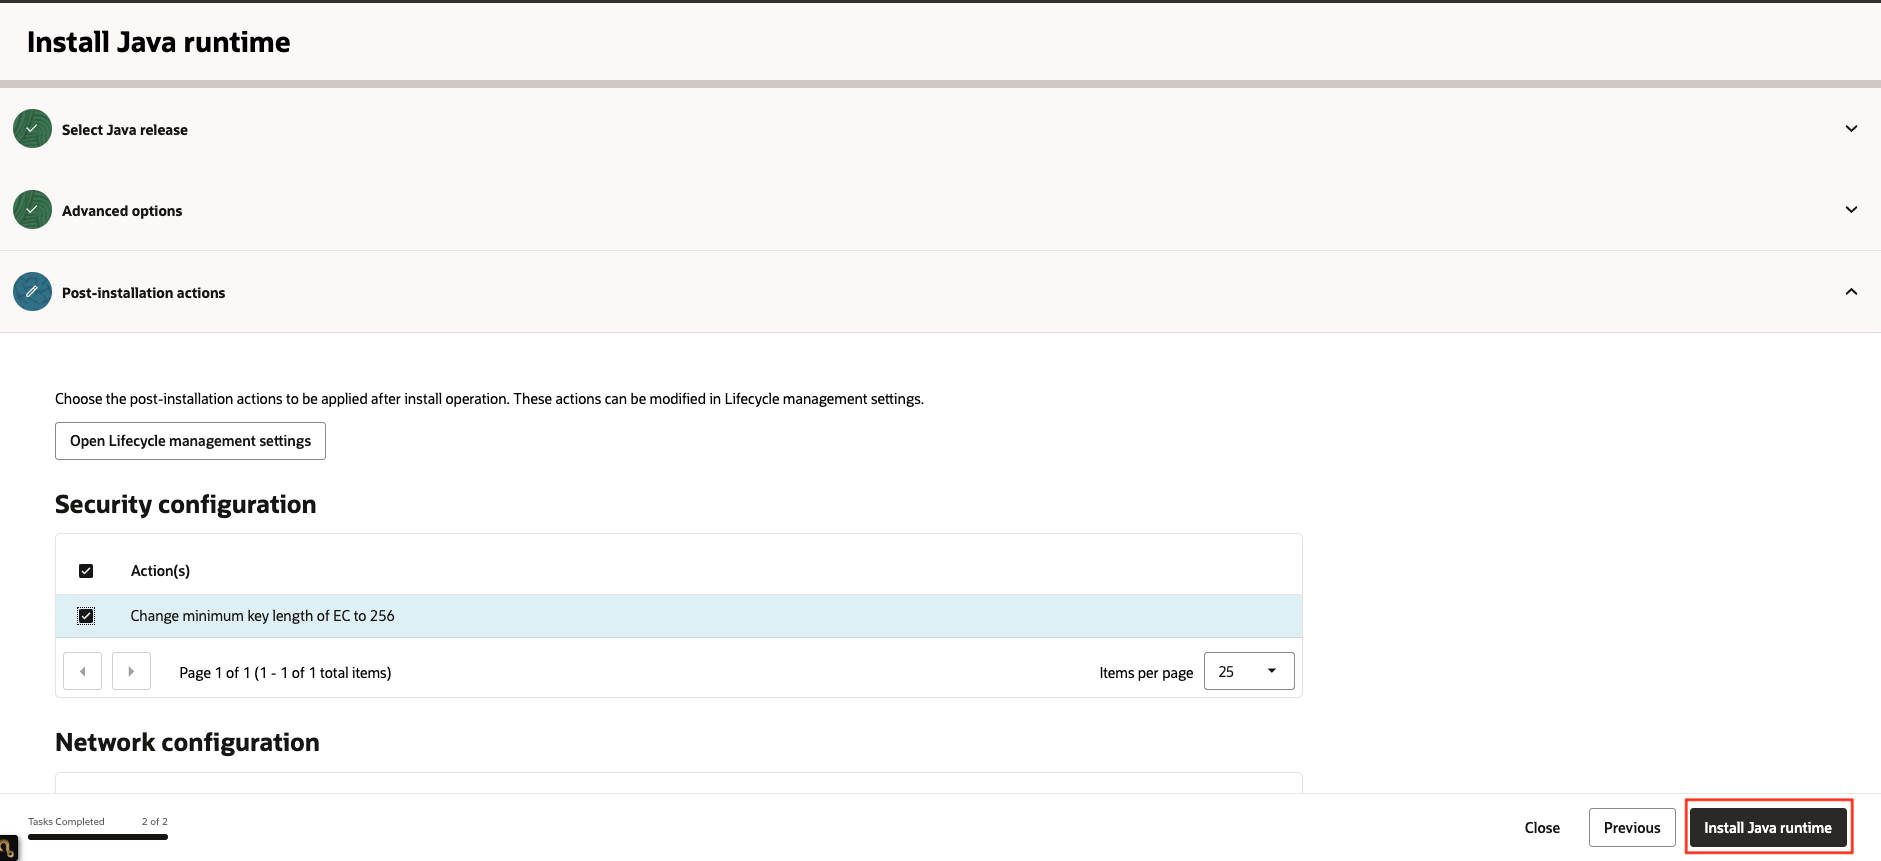 Install Java runtime
Select Java release
Advanced options
Post-installation actions
Choose the post-installation actions to be applied after install operation. These actions can be modified in Lifecycle management settings.
Open Lifecycle management settings
Security configuration
Action(s)
Change minimum key length of EC to 256
Page 1 of 1 (1 - 1 of 1 total items)
Items per page 25
Network configuration
Tasks Completed 2 of 2
Close Previous Install Java runtime